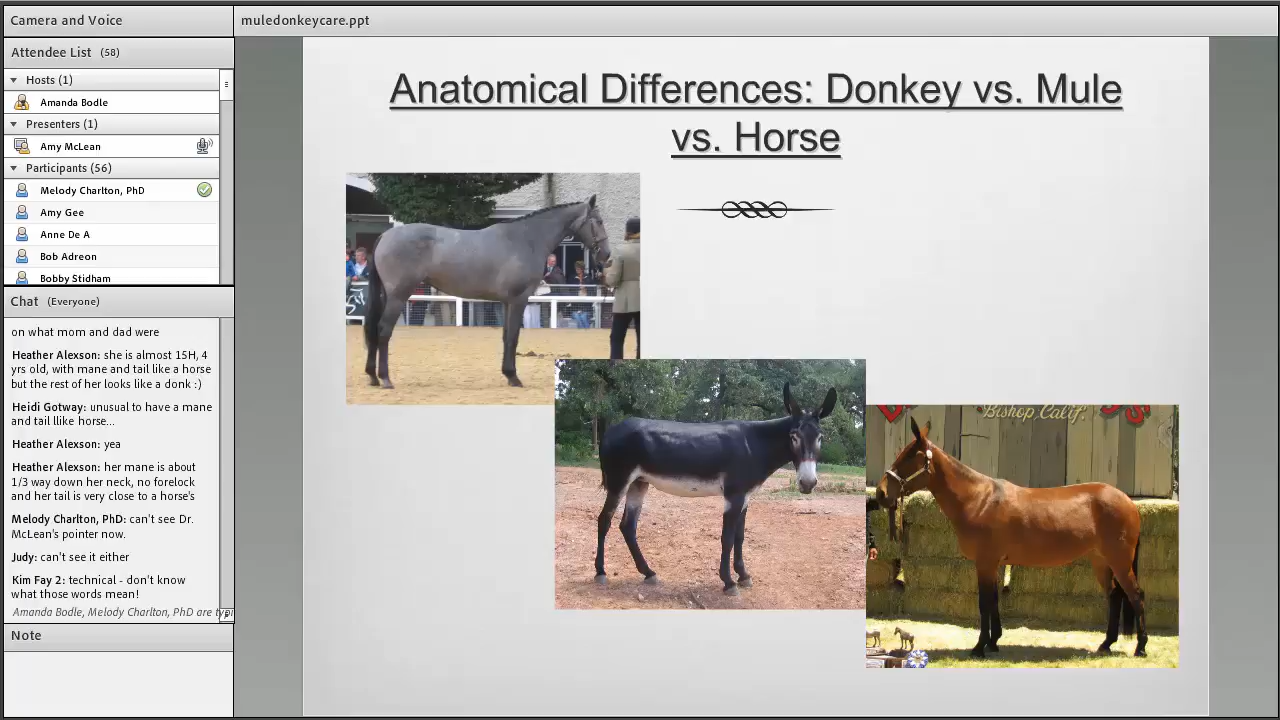 Camera and Voice
muledonkeycare.ppt
Attendee List (58)
Hosts (1)
Amanda Bodle
Presenters (1)
Amy McLean
Participants (56)
Melody Charlton, PhD
Amy Gee
Anne De A
Bob Adreon
Bobby Stidham
Chat (Everyone)
on what mom and dad were
Heather Alexson: she is almost 15H, 4
yrs old, with mane and tail like a horse
but the rest of her looks like a donk :)
Heidi Gotway: unusual to have a mane
and tail llike horse...
Heather Alexson: yea
Heather Alexson: her mane is about
1/3 way down her neck, no forelock
and her tail is very close to a horse's
Melody Charlton, PhD: can't see Dr.
McLean's pointer now.
Judy: can't see it either
Kim Fay 2: technical - don't know
what those words mean!
Amanda Bodle, Melody Charlton, PhD are typi
Note
Anatomical Differences: Donkey vs. Mule
vs. Horse
Bishop Calif.